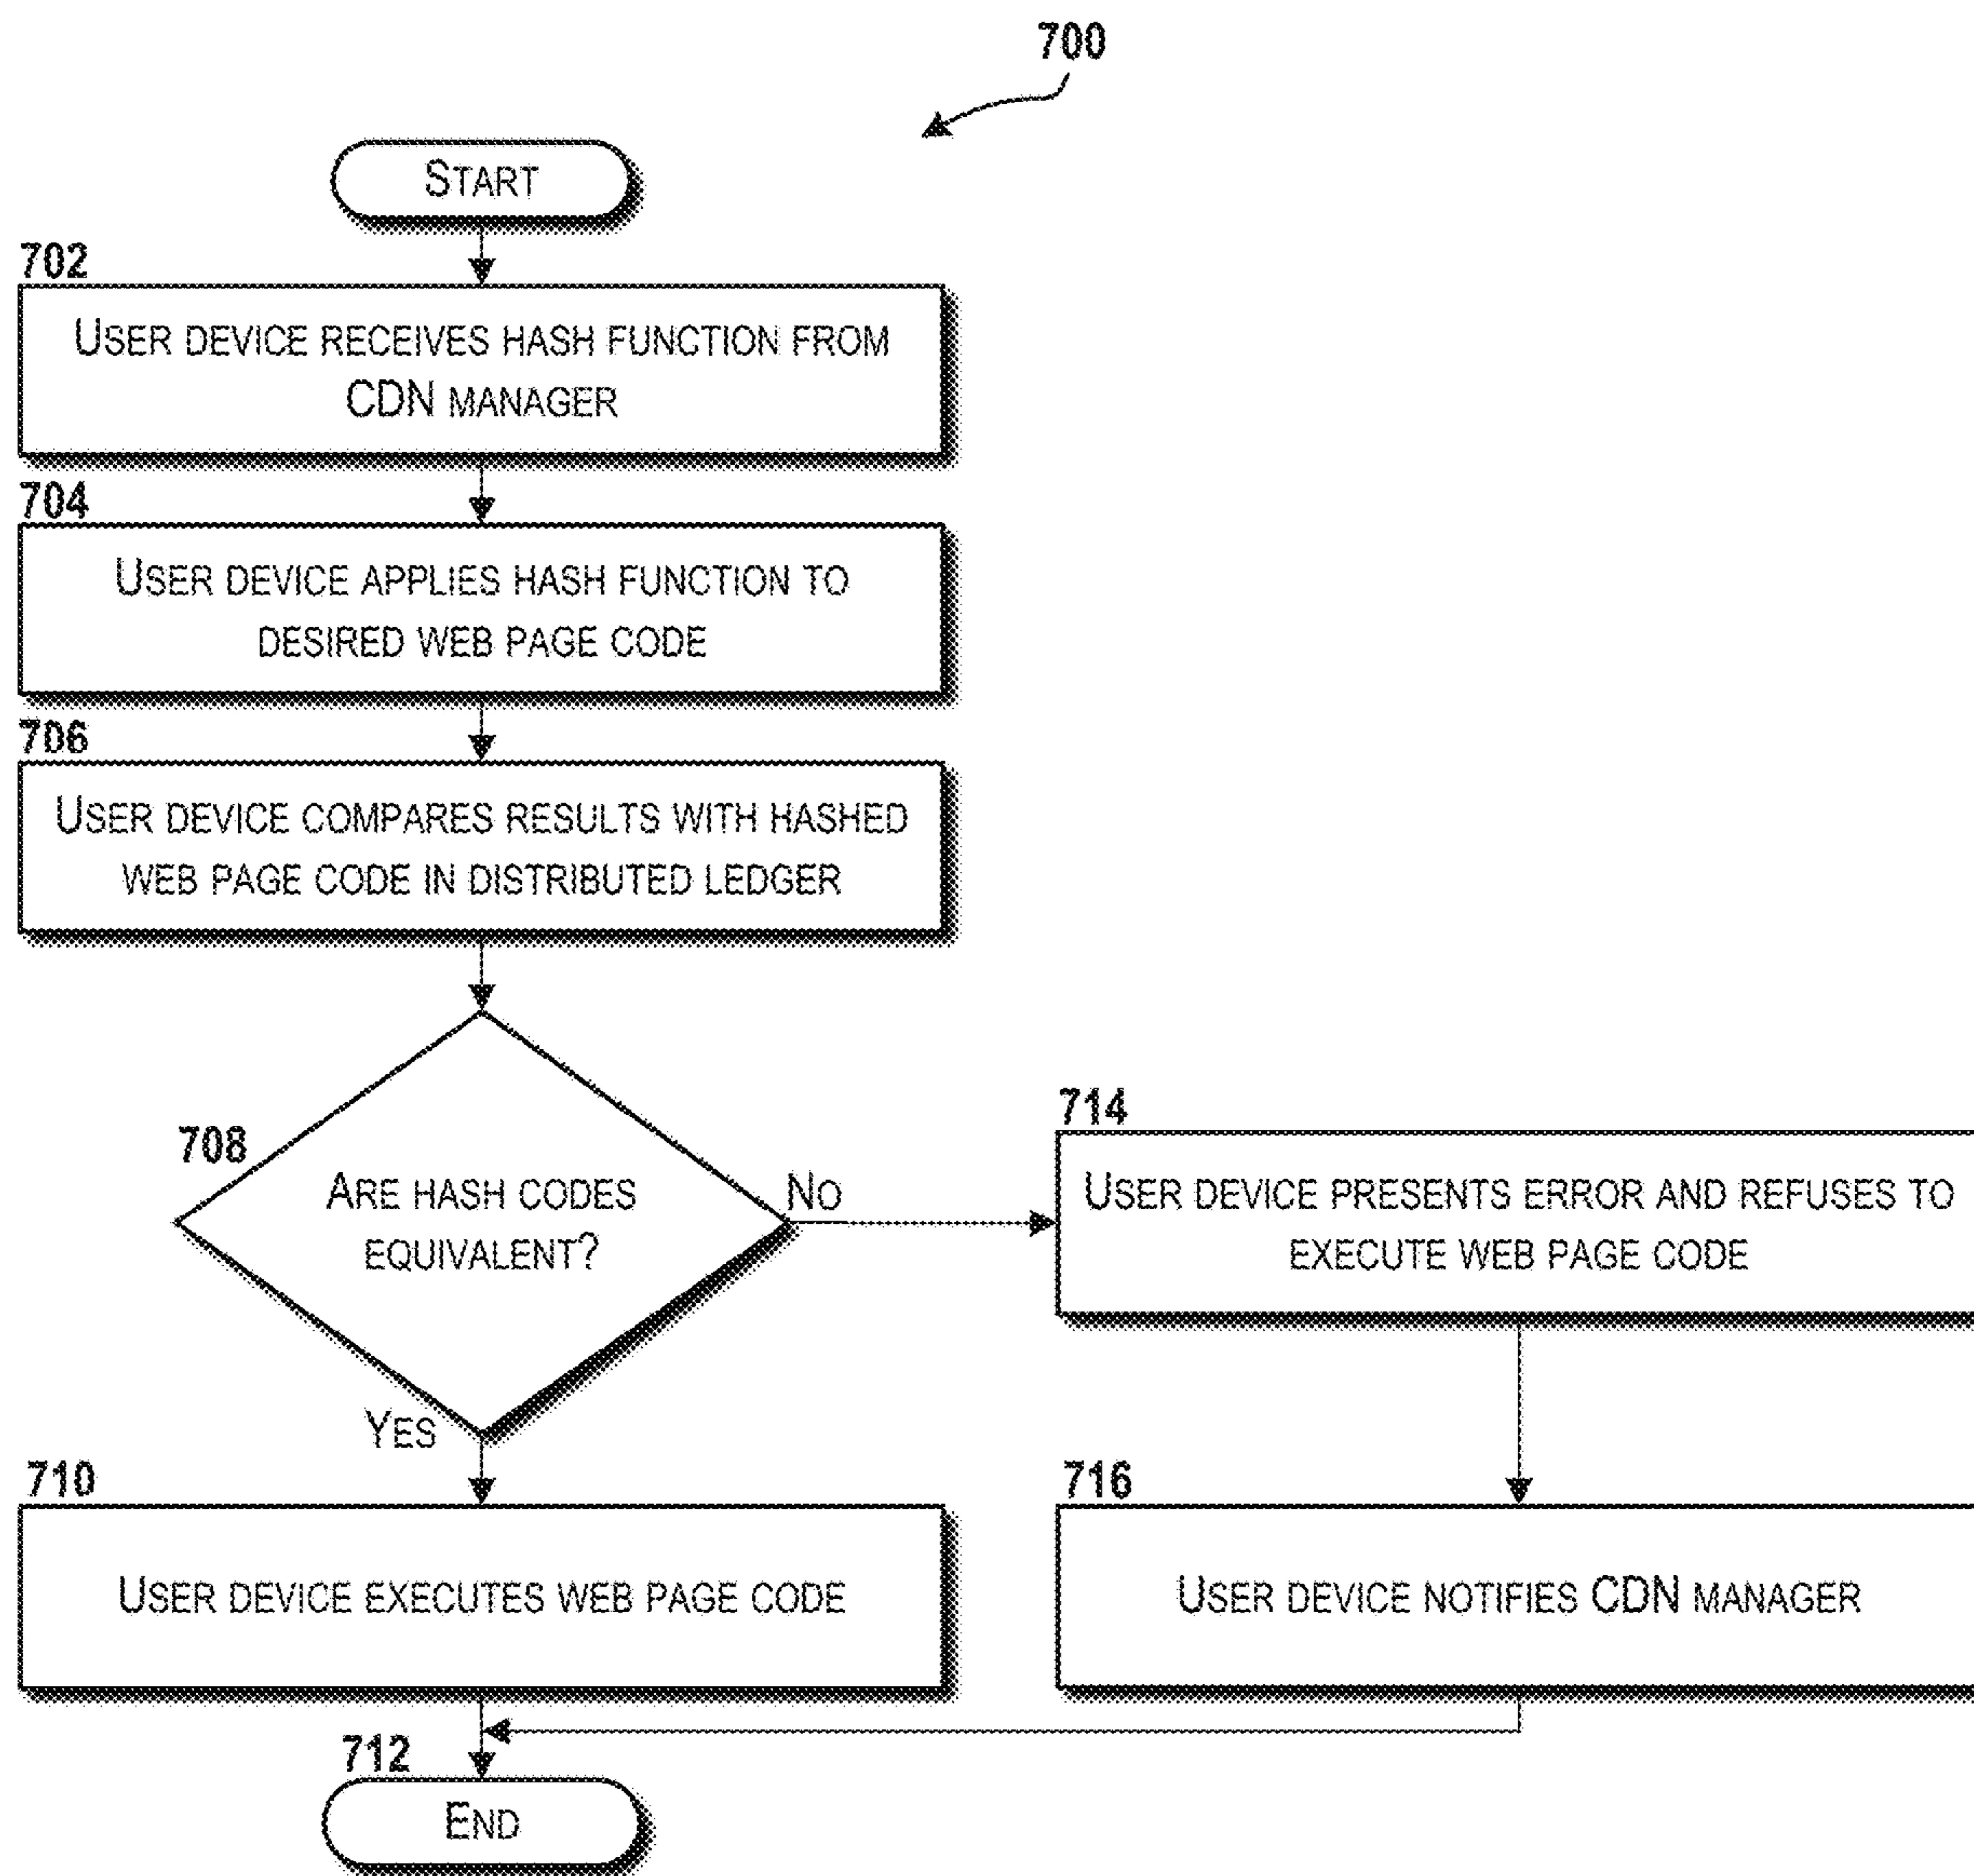 700
START
702
USER DEVICE RECEIVES HASH FUNCTION FROM
CDN MANAGER
704
USER DEVICE APPLIES HASH FUNCTION TO
DESIRED WEB PAGE CODE
706
USER DEVICE COMPARES RESULTS WITH HASHED
WEB PAGE CODE IN DISTRIBUTED LEDGER
708
ARE HASH CODES
EQUIVALENT?
NO
YES
714
USER DEVICE PRESENTS ERROR AND REFUSES TO
EXECUTE WEB PAGE CODE
710
USER DEVICE EXECUTES WEB PAGE CODE
716
USER DEVICE NOTIFIES CDN MANAGER
712
END